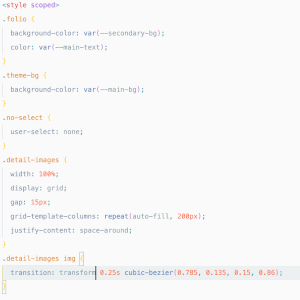 <style scoped>
.folio {
background-color: var(--secondary-bg);
color: var(--main-text);
}
.theme-bg {
background-color: var(--main-bg);
}
.no-select {
user-select: none;
}
.detail-images {
width: 100%;
display: grid;
gap: 15px;
grid-template-columns: repeat(auto-fill, 200px);
justify-content: space-around;
}
.detail-images img {
transition: transform 0.25s cubic-bezier(0.785, 0.135, 0.15, 0.86);
}